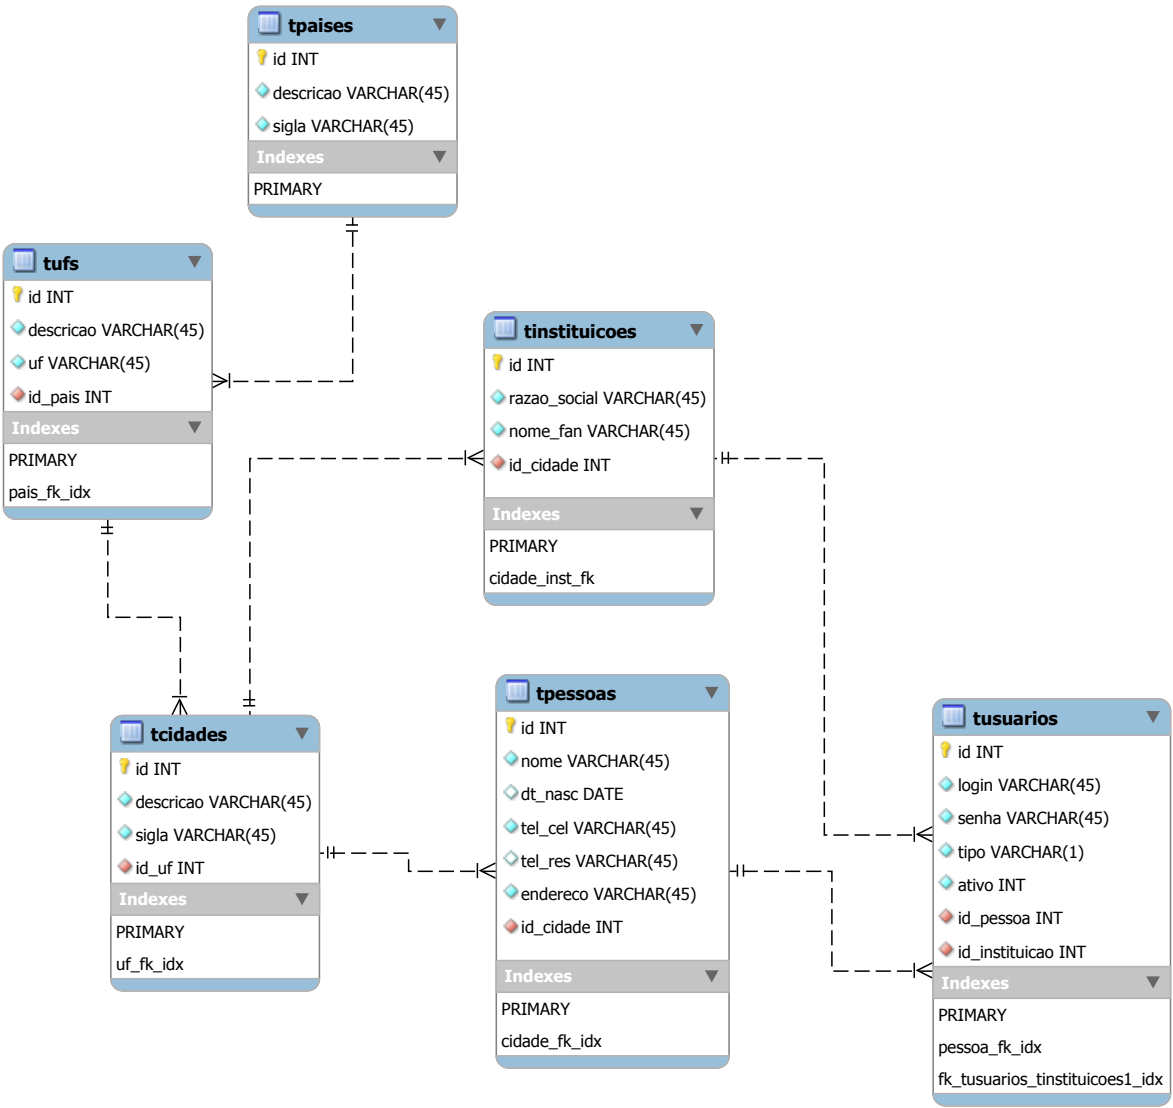 tpaises
id INT
descricao VARCHAR(45)
sigla VARCHAR(45)
Indexes
PRIMARY
tufs
id INT
descricao VARCHAR(45)
uf VARCHAR(45)
id_pais INT
Indexes
PRIMARY
pais_fk_idx
tinstituicoes
id INT
razao_social VARCHAR(45)
nome_fan VARCHAR(45)
id_cidade INT
Indexes
PRIMARY
cidade_inst_fk
tcidades
id INT
descricao VARCHAR(45)
sigla VARCHAR(45)
id_uf INT
Indexes
PRIMARY
uf_fk_idx
tpessoas
id INT
nome VARCHAR(45)
dt_nasc DATE
tel_cel VARCHAR(45)
tel_res VARCHAR(45)
endereco VARCHAR(45)
id_cidade INT
Indexes
PRIMARY
cidade_fk_idx
tusuarios
id INT
login VARCHAR(45)
senha VARCHAR(45)
tipo VARCHAR(1)
ativo INT
id_pessoa INT
id_instituicao INT
Indexes
PRIMARY
pessoa_fk_idx
fk_tusuarios_tinstituicoes1_idx